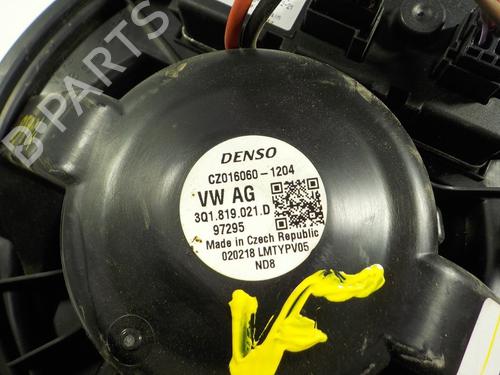 B-PARTS
DENSO
CZ016060-1204
VW AG
3Q1.819.021.D
97295
Made in Czech Republic
020218 LMTYPV05
ND8